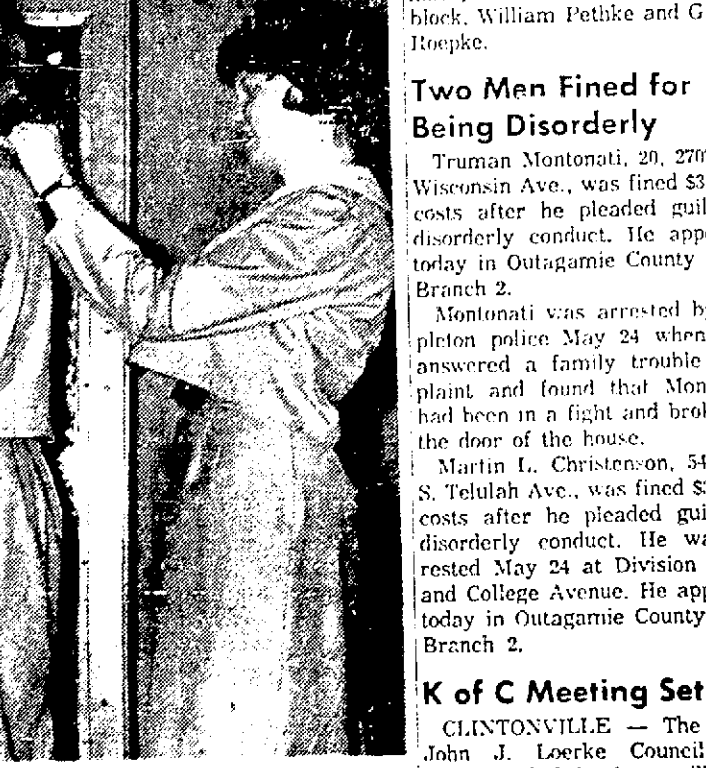 block, William Pethke and G
Roepke.
Two Men Fined for
Being Disorderly
Truman Montonati, 20, 270
Wisconsin Ave., was fined $3
costs after he pleaded guil
disorderly conduct. He appe
today in Outagamie County
Branch 2.
Montonati was arrested b
pleton police May 24 when
answered a family trouble
plaint and found that Mon
had been in a fight and brok
the door of the house.
Martin L. Christenson, 54
S. Telulah Ave., was fined $
costs after he pleaded gui
disorderly conduct. He wa
rested May 24 at Division
and College Avenue. He app
today in Outagamie County
Branch 2.
K of C Meeting Set
CLINTONVILLE — The
John J. Loerke Council